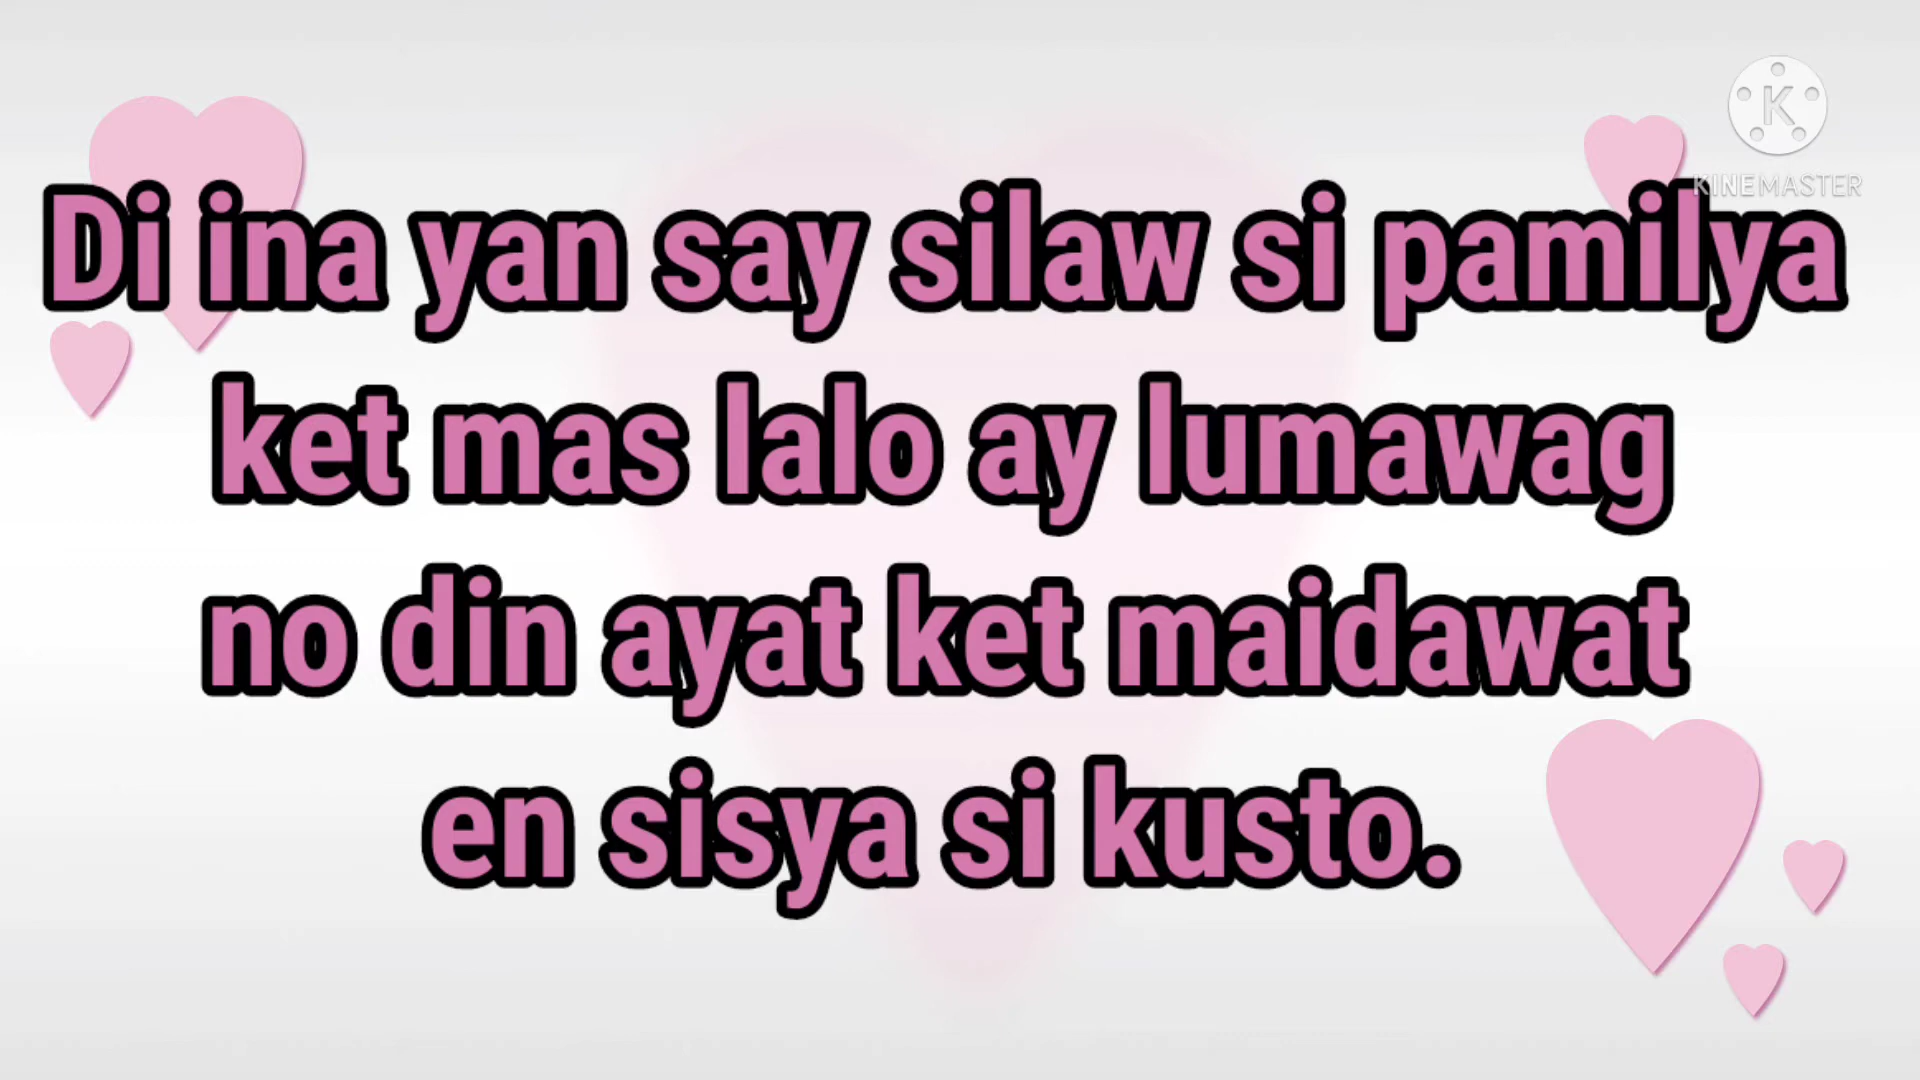 K
KINEMASTER
Di ina yan say silaw si pamilya
ket mas lalo ay lumawag
no din ayat ket maidawat
en sisya si kusto.